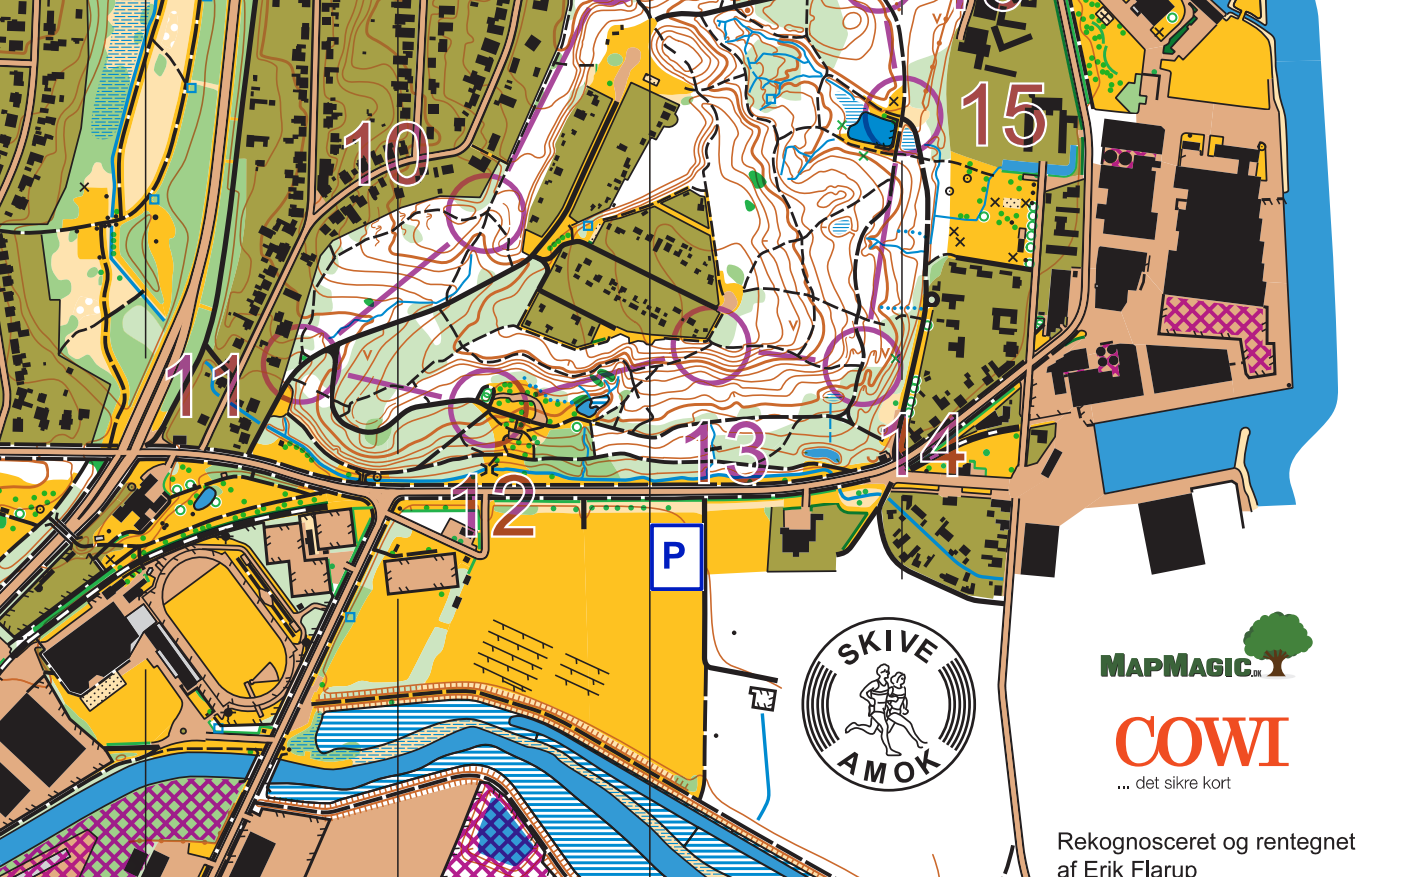 15
10
11
13
14
12
P
SKIVE
AMOK
MAPMAGIC.DK
COWI
... det sikre kort
Rekognosceret og rentegnet
af Erik Flarup